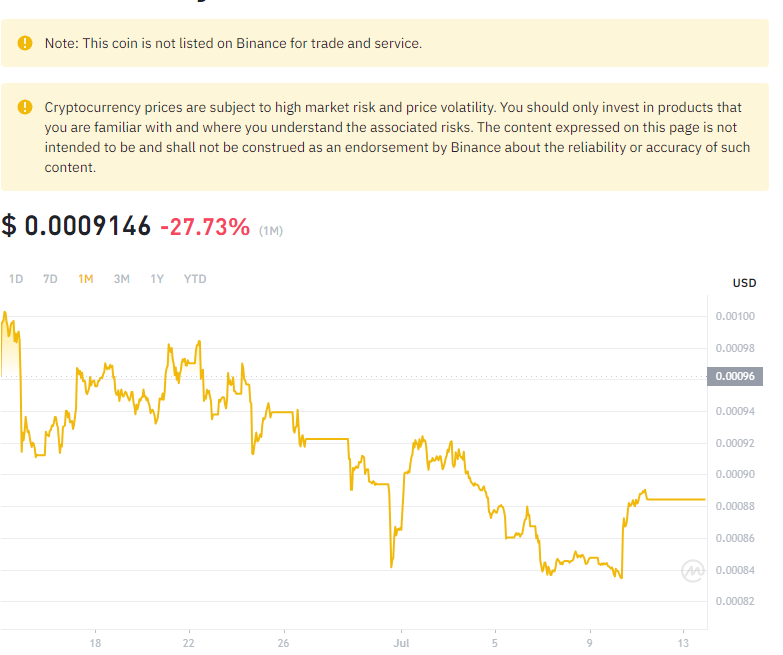 Note: This coin is not listed on Binance for trade and service.
Cryptocurrency prices are subject to high market risk and price volatility. You should only invest in products that
you are familiar with and where you understand the associated risks. The content expressed on this page is not
intended to be and shall not be construed as an endorsement by Binance about the reliability or accuracy of such
content.
$ 0.0009146 -27.73% (1M)
1D 7D 1M 3M 1Y YTD
USD
0.00100
0.00098
0.00096
0.00094
0.00092
0.00090
0.00088
0.00086
0.00084
0.00082
18 22 26 Jul 5 9 13